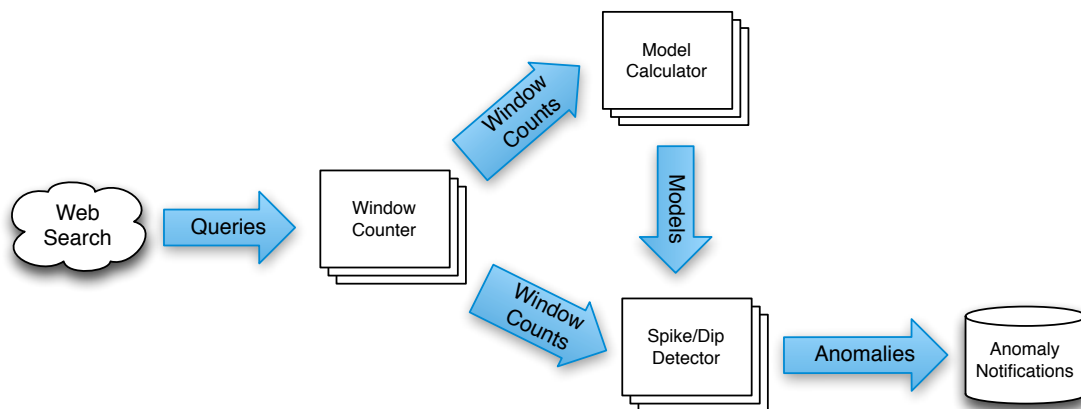 Model
Calculator
Window
Counts
Web
Search
Queries
Window
Counter
Models
Window
Counts
Spike/Dip
Detector
Anomalies
Anomaly
Notifications